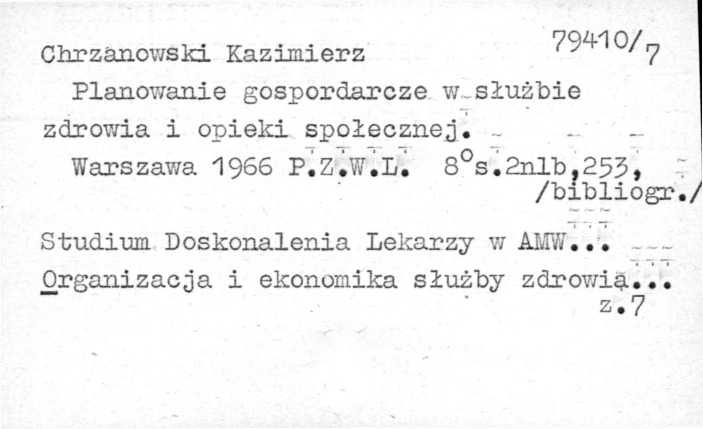 79410/7
Chrzanowski Kazimierz
Planowanie gospordarcze w służbie
zdrowia i opieki społecznej.
Warszawa 1966 P.Z.W.L. 8°s.2nlb,253,
/bibliogr./
Studium Doskonalenia Lekarzy w AMW...
Organizacja i ekonomika służby zdrowia...
z.7